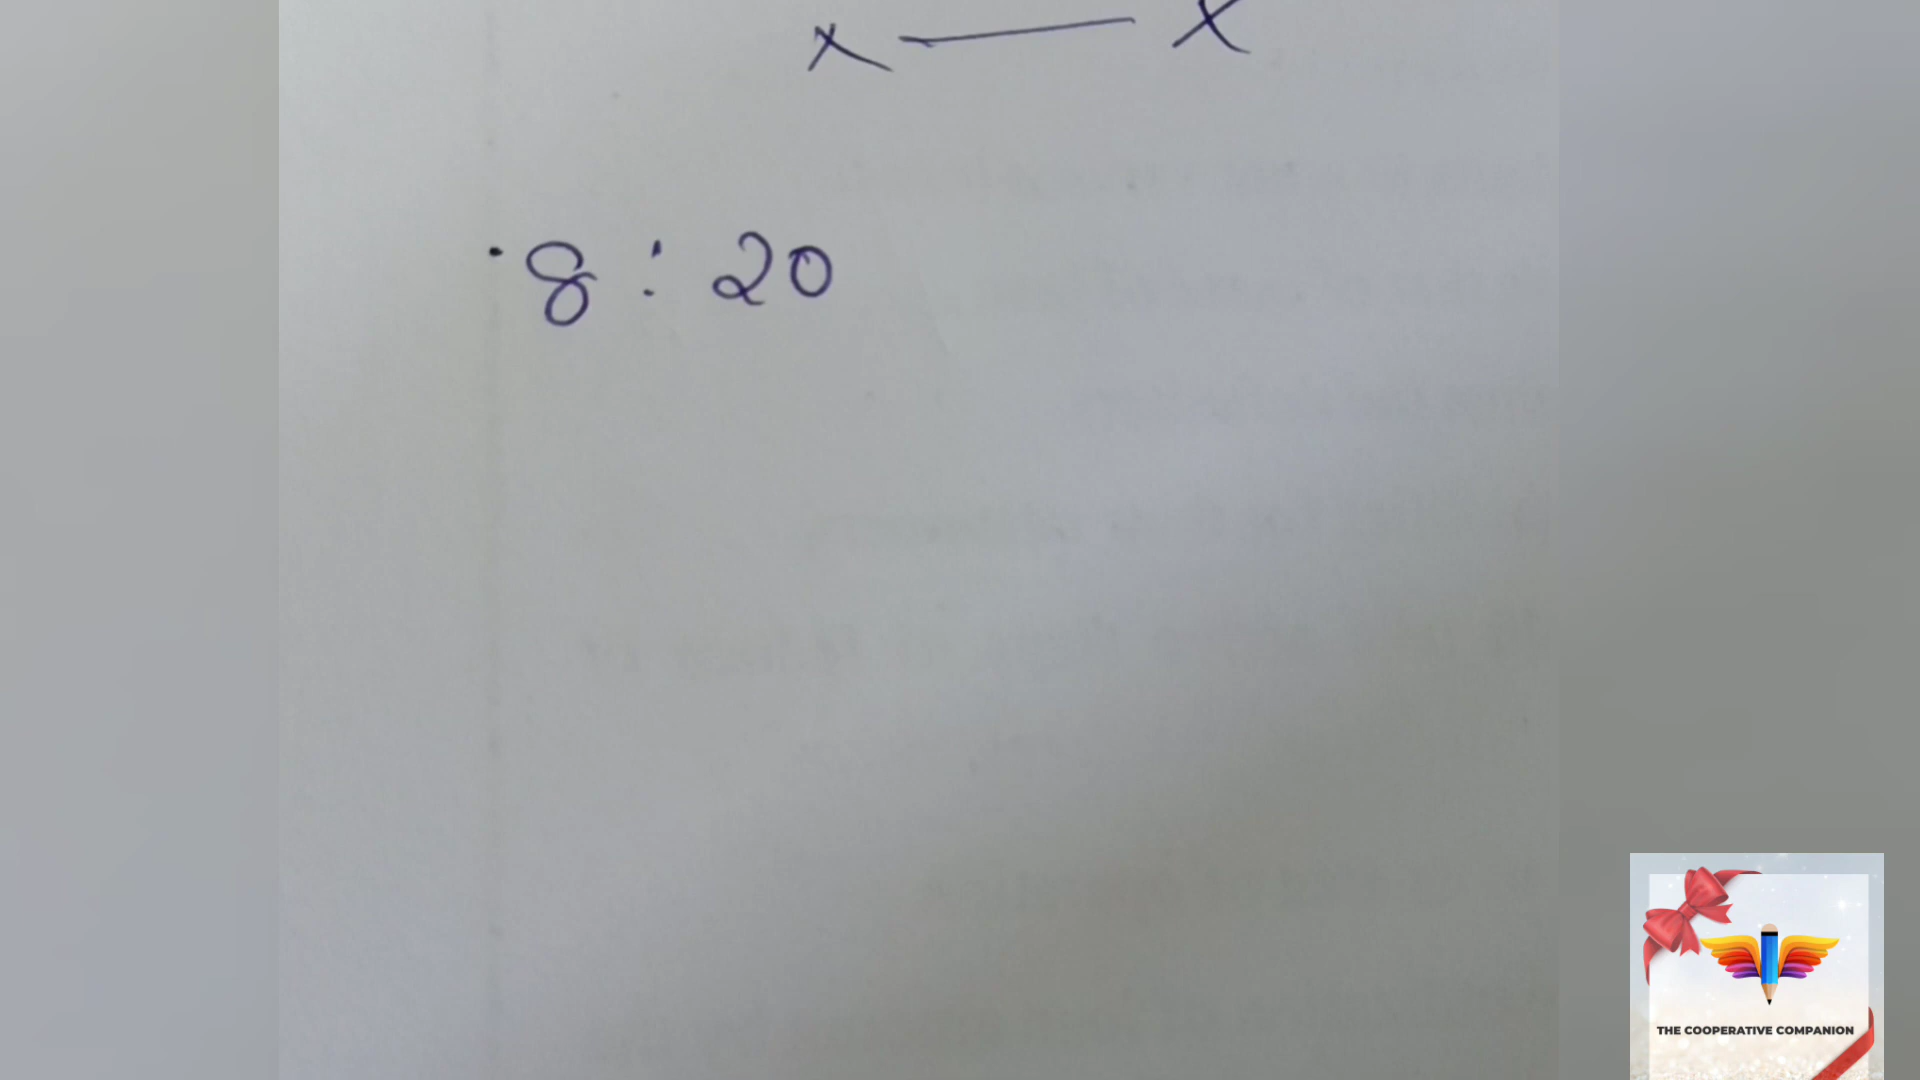 x — x
8 : 20
THE COOPERATIVE COMPANION